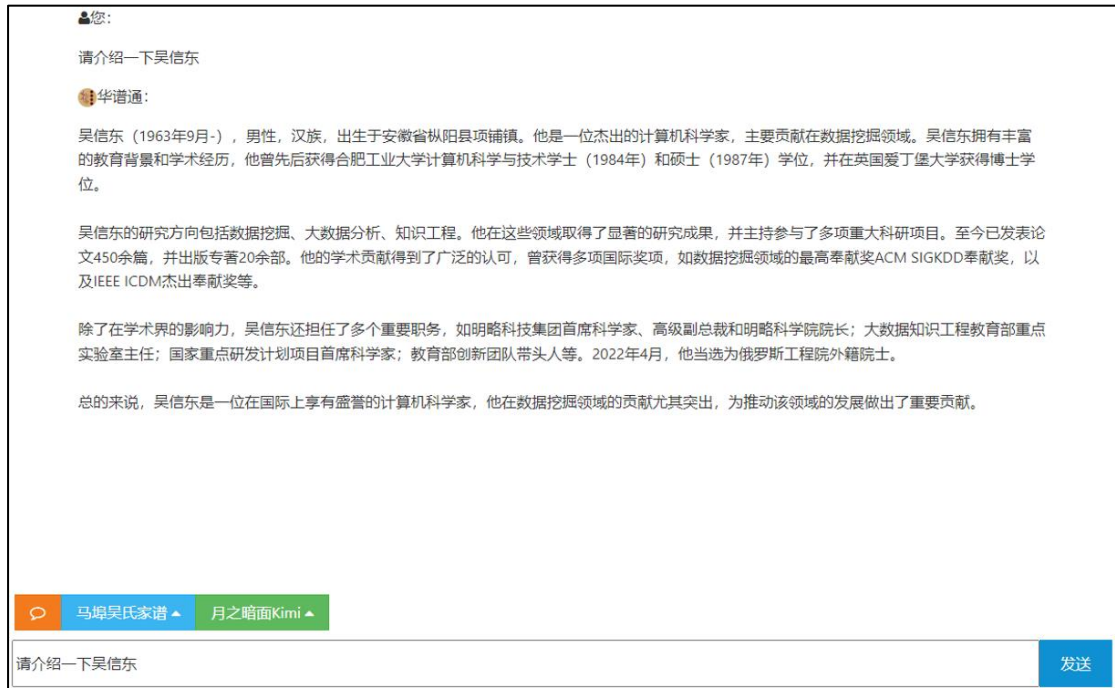 您:
请介绍一下吴信东
华谱通:
吴信东（1963年9月-），男性，汉族，出生于安徽省枞阳县项铺镇。他是一位杰出的计算机科学家，主要贡献在数据挖掘领域。吴信东拥有丰富
的教育背景和学术经历，他曾先后获得合肥工业大学计算机科学与技术学士（1984年）和硕士（1987年）学位，并在英国爱丁堡大学获得博士学
位。
吴信东的研究方向包括数据挖掘、大数据分析、知识工程。他在这些领域取得了显著的研究成果，并主持参与了多项重大科研项目。至今已发表论
文450余篇，并出版专著20余部。他的学术贡献得到了广泛的认可，曾获得多项国际奖项，如数据挖掘领域的最高奉献奖ACM SIGKDD奉献奖，以
及IEEE ICDM杰出奉献奖等。
除了在学术界的影响力，吴信东还担任了多个重要职务，如明略科技集团首席科学家、高级副总裁和明略科学院院长；大数据知识工程教育部重点
实验室主任；国家重点研发计划项目首席科学家；教育部创新团队带头人等。2022年4月，他当选为俄罗斯工程院外籍院士。
总的来说，吴信东是一位在国际上享有盛誉的计算机科学家，他在数据挖掘领域的贡献尤其突出，为推动该领域的发展做出了重要贡献。
马埠吴氏家谱 月之暗面Kimi
请介绍一下吴信东 发送